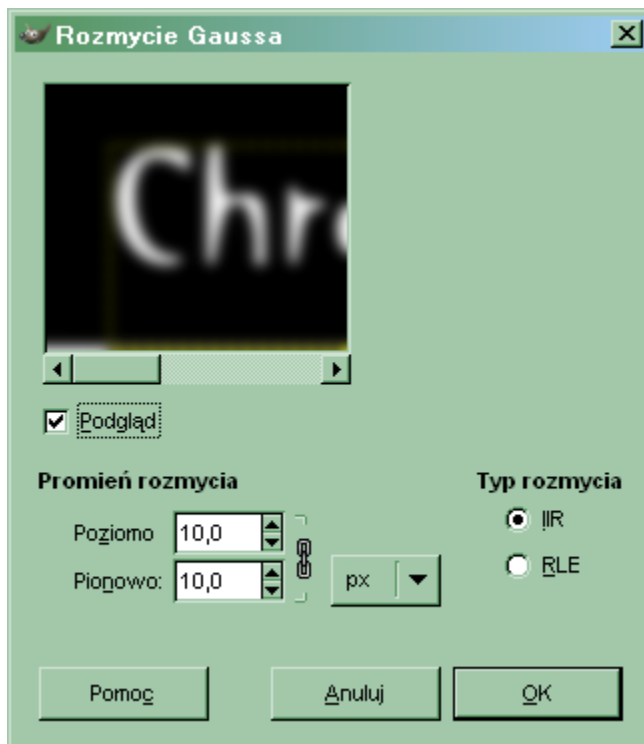 Rozmycie Gaussa
Chr
Podgląd
Promień rozmycia
Typ rozmycia
Poziomo 10,0
IIR
Pionowo: 10,0
px
RLE
Pomoc
Anuluj
OK